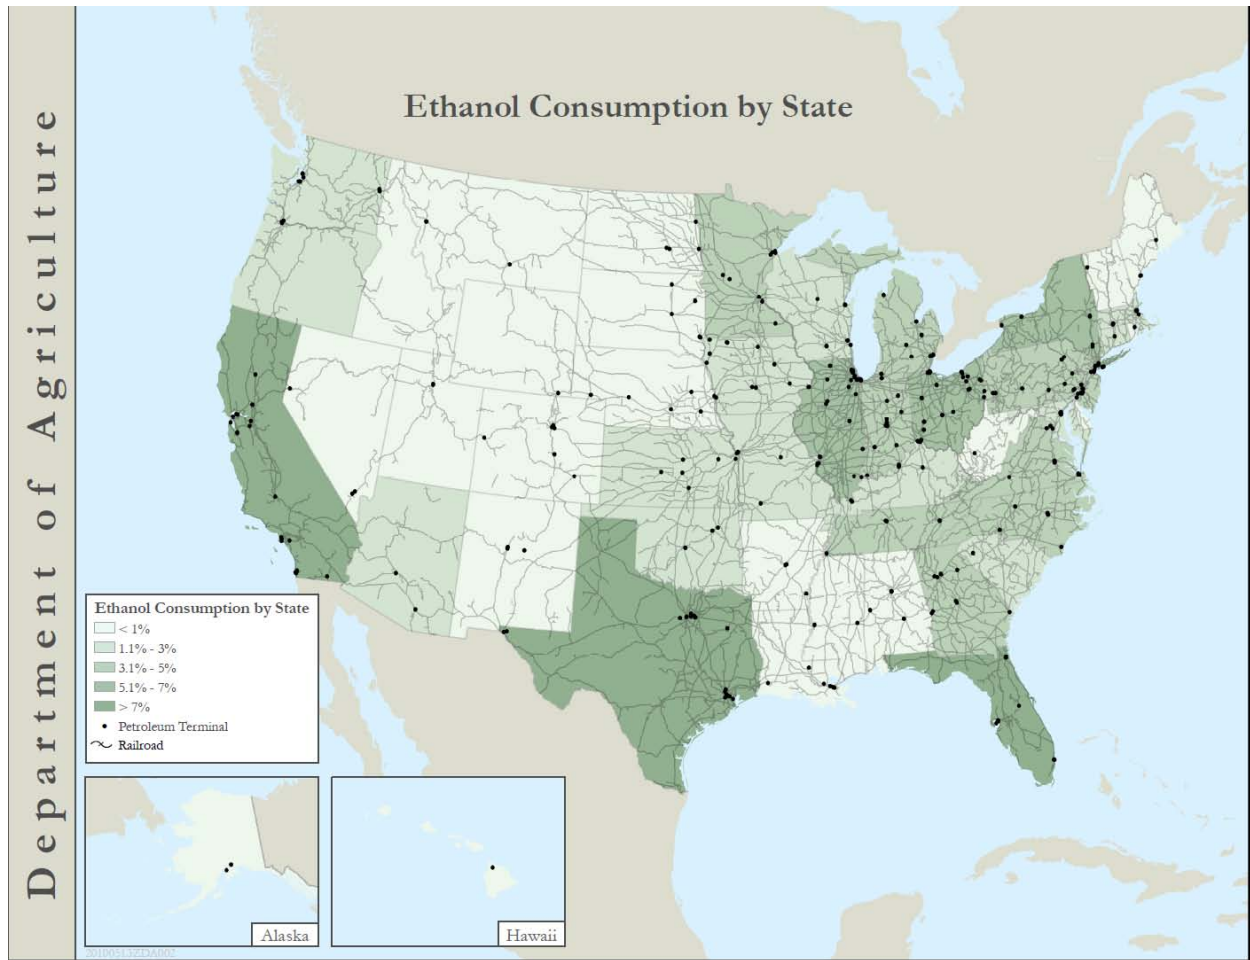 Department of Agriculture
Ethanol Consumption by State
Ethanol Consumption by State
< 1%
1.1% - 3%
3.1% - 5%
5.1% - 7%
> 7%
Petroleum Terminal
Railroad
Alaska
Hawaii
20100513ZDA002